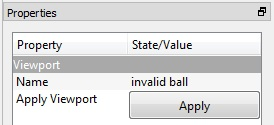 Properties
Property State/Value
Viewport
Name invalid ball
Apply Viewport Apply